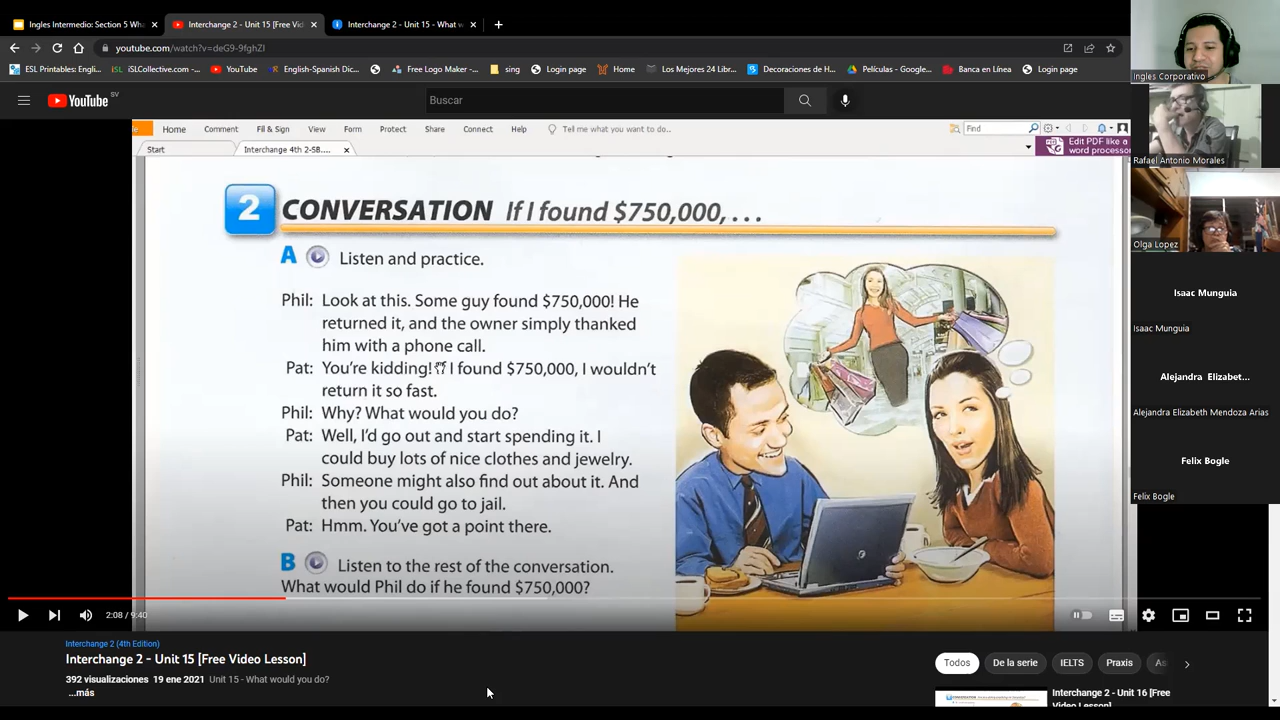 Ingles Intermedio: Section 5 Wha
Interchange 2 - Unit 15 [Free Vid
Interchange 2 - Unit 15 - What w
youtube.com/watch?v=deG9-9fghZI
ESL Printables: Engli...
iSLCollective.com -...
YouTube
English-Spanish Dic...
Free Logo Maker -...
sing
Login page
Home
Los Mejores 24 Libr...
Decoraciones de H...
Películas - Google...
Banca en Línea
Login page
YouTube SV
Buscar
Home Comment Fill & Sign View Form Protect Share Connect Help Tell me what you want to do..
Find
Start
Interchange 4th 2-SB....
Edit PDF like a
word processor
2 CONVERSATION If I found $750,000, . . .
A Listen and practice.
Phil: Look at this. Some guy found $750,000! He
returned it, and the owner simply thanked
him with a phone call.
Pat: You're kidding! I found $750,000, I wouldn't
return it so fast.
Phil: Why? What would you do?
Pat: Well, I'd go out and start spending it. I
could buy lots of nice clothes and jewelry.
Phil: Someone might also find out about it. And
then you could go to jail.
Pat: Hmm. You've got a point there.
B Listen to the rest of the conversation.
What would Phil do if he found $750,000?
2:08 / 9:40
Interchange 2 (4th Edition)
Interchange 2 - Unit 15 [Free Video Lesson]
392 visualizaciones 19 ene 2021 Unit 15 - What would you do?
...más
Todos
De la serie
IELTS
Praxis
As
Interchange 2 - Unit 16 [Free
Video Lesson]
Ingles Corporativo
Rafael Antonio Morales
Olga Lopez
Isaac Munguia
Isaac Munguia
Alejandra Elizabet...
Alejandra Elizabeth Mendoza Arias
Felix Bogle
Felix Bogle